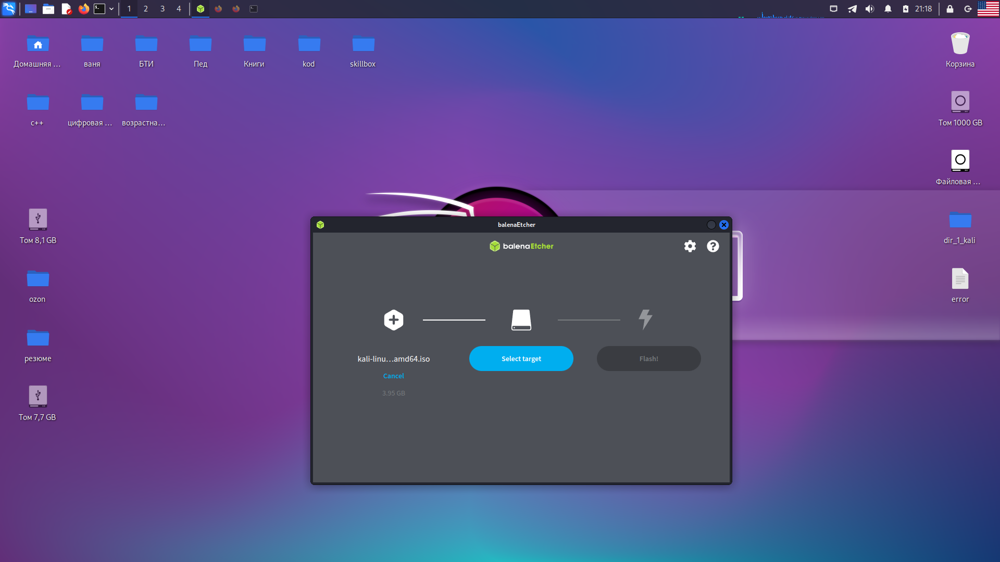 1 2 3 4
21:18
Домашняя ...
ваня
БТИ
Пед
Книги
kod
skillbox
Корзина
c++
цифровая ...
возрастна...
Том 1000 GB
Файловая ...
Том 8,1 GB
dir_1_kali
ozon
error
резюме
Том 7,7 GB
balenaEtcher
balenaEtcher
kali-linu...amd64.iso
Cancel
3.95 GB
Select target
Flash!